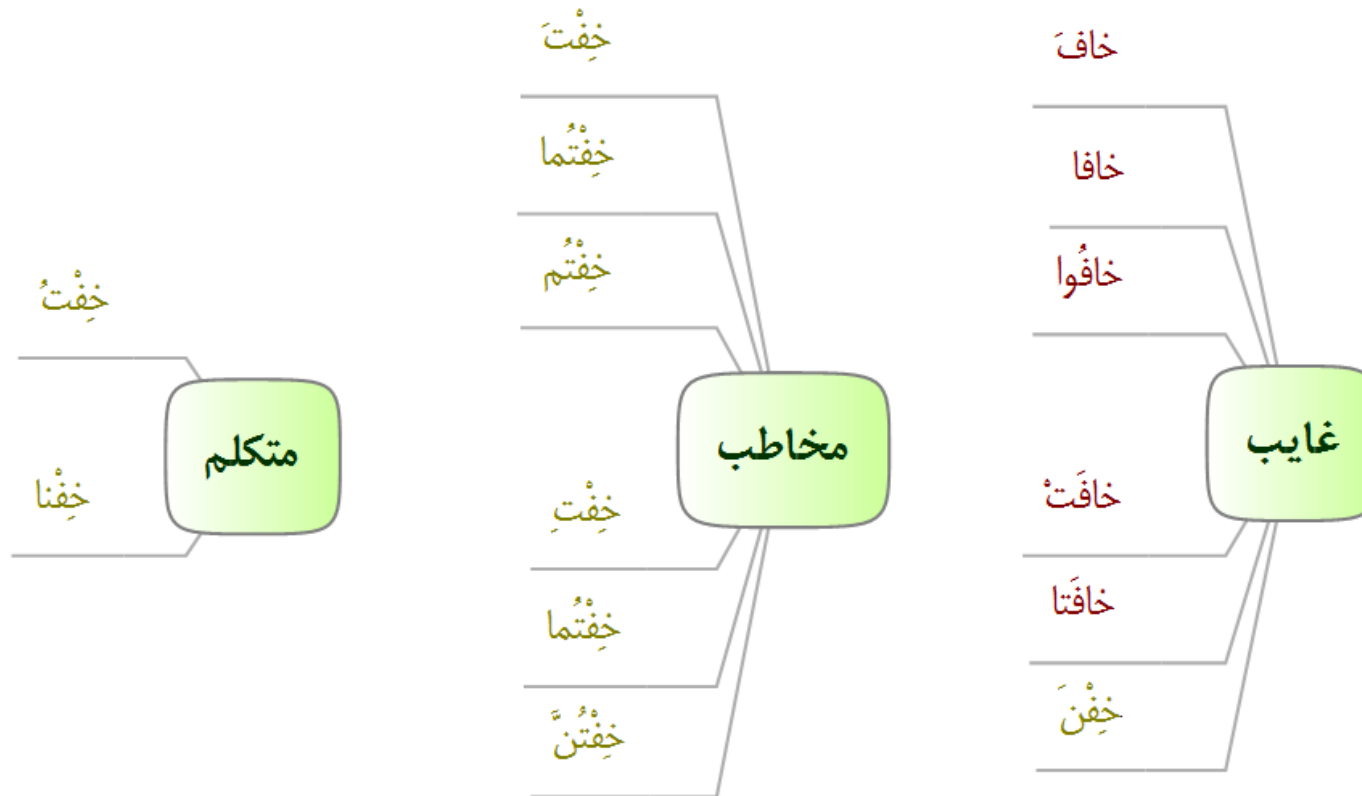 غایب
خافَ
خافا
خافُوا
خافَتْ
خافَتا
خِفْنَ
مخاطب
خِفْتَ
خِفْتُما
خِفْتُم
خِفْتِ
خِفْتُما
خِفْتُنَّ
متکلم
خِفْتُ
خِفْنا